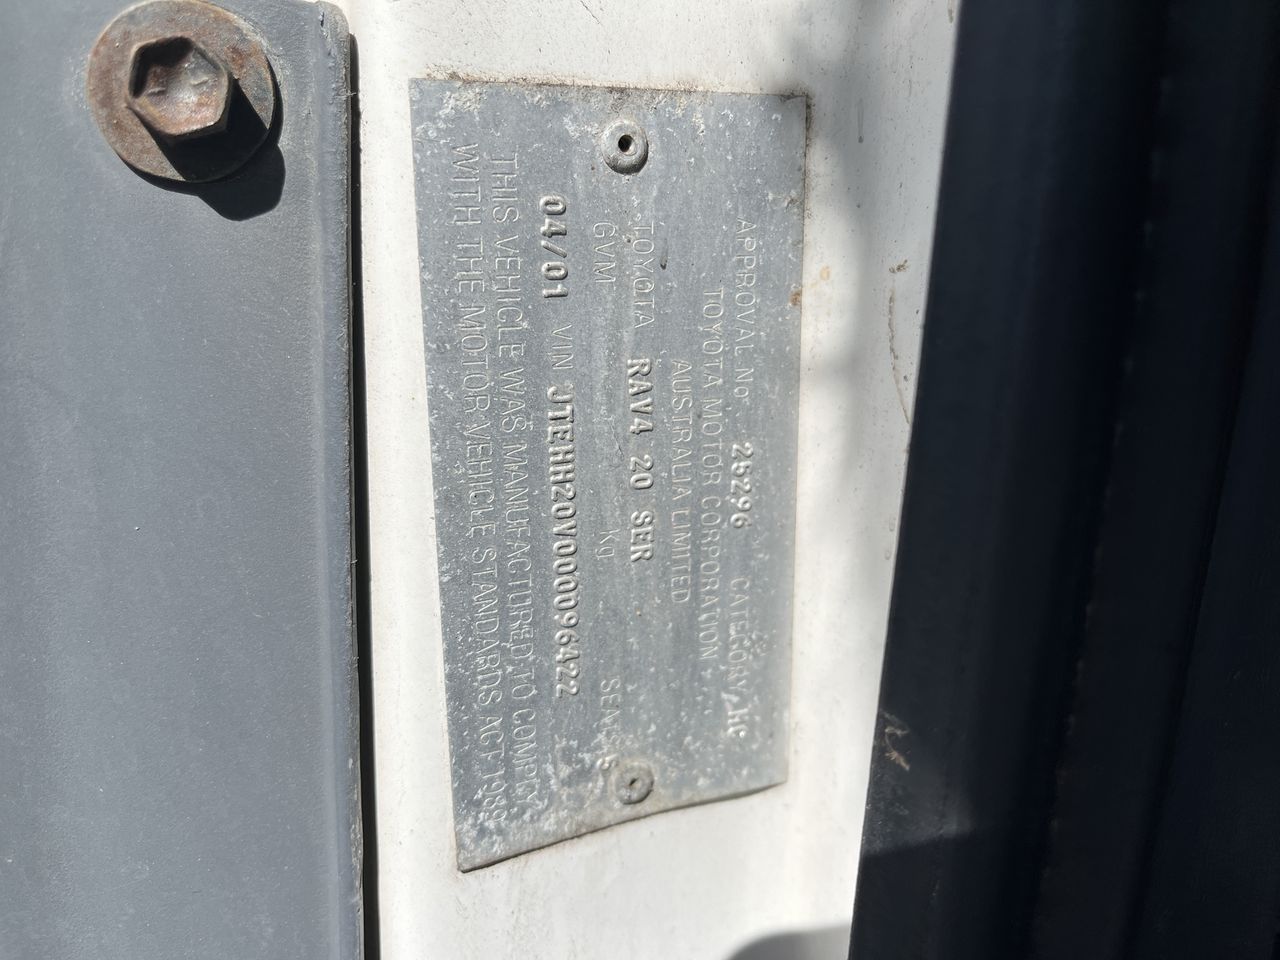 APPROVAL No. 25296 CATEGORY
TOYOTA MOTOR CORPORATION
AUSTRALIA LIMITED
TOYOTA RAV4 20 SER
GVM kg SEATS
04/01 VIN JTEHH20V000096422
THIS VEHICLE WAS MANUFACTURED TO COMPLY
WITH THE MOTOR VEHICLE STANDARDS ACT 1989